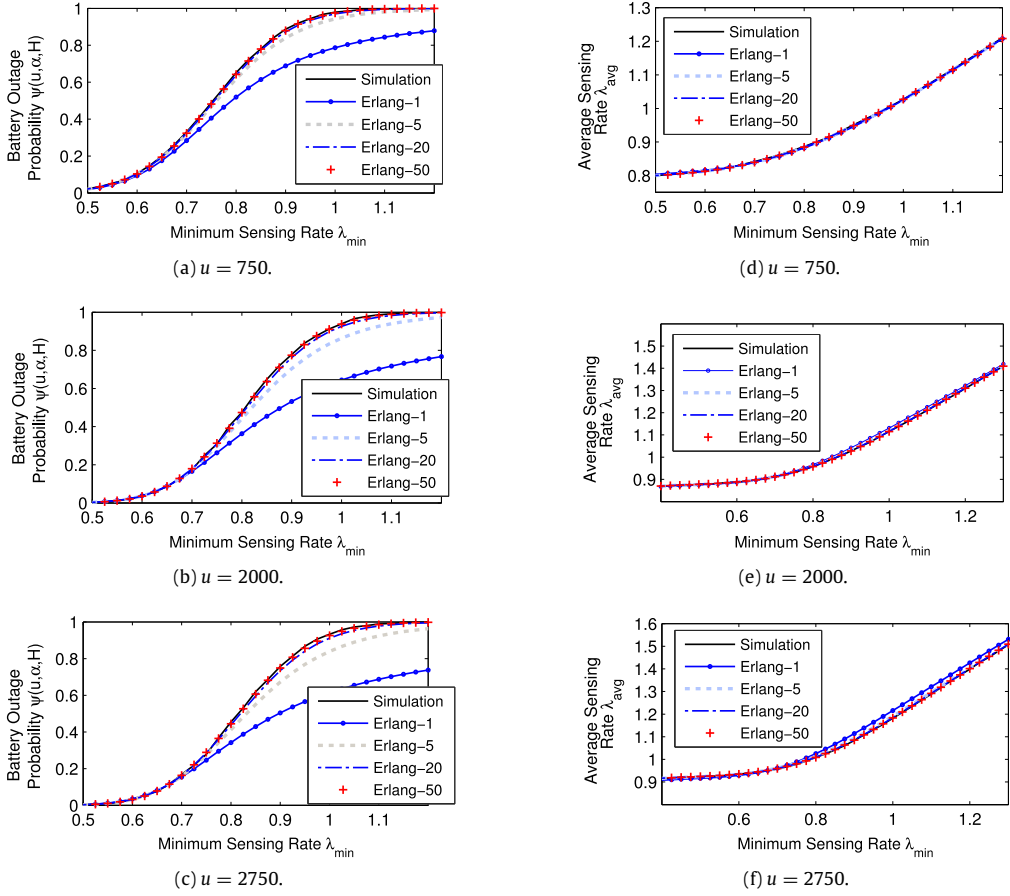 1
0.8
0.6
0.4
0.2
0
0.5 0.6 0.7 0.8 0.9 1 1.1
Battery Outage
Probability ψ(u,α,H)
Minimum Sensing Rate λmin
Simulation
Erlang−1
Erlang−5
Erlang−20
Erlang−50
(a) u = 750.
1.3
1.2
1.1
1
0.9
0.8
0.5 0.6 0.7 0.8 0.9 1 1.1
Average Sensing
Rate λavg
Minimum Sensing Rate λmin
Simulation
Erlang−1
Erlang−5
Erlang−20
Erlang−50
(d) u = 750.
1
0.8
0.6
0.4
0.2
0
0.5 0.6 0.7 0.8 0.9 1 1.1
Battery Outage
Probability ψ(u,α,H)
Minimum Sensing Rate λmin
Simulation
Erlang−1
Erlang−5
Erlang−20
Erlang−50
(b) u = 2000.
1.5
1.4
1.3
1.2
1.1
1
0.9
0.6 0.8 1 1.2
Average Sensing
Rate λavg
Minimum Sensing Rate λmin
Simulation
Erlang−1
Erlang−5
Erlang−20
Erlang−50
(e) u = 2000.
1
0.8
0.6
0.4
0.2
0
0.5 0.6 0.7 0.8 0.9 1 1.1
Battery Outage
Probability ψ(u,α,H)
Minimum Sensing Rate λmin
Simulation
Erlang−1
Erlang−5
Erlang−20
Erlang−50
(c) u = 2750.
1.6
1.5
1.4
1.3
1.2
1.1
1
0.9
0.6 0.8 1 1.2
Average Sensing
Rate λavg
Minimum Sensing Rate λmin
Simulation
Erlang−1
Erlang−5
Erlang−20
Erlang−50
(f) u = 2750.